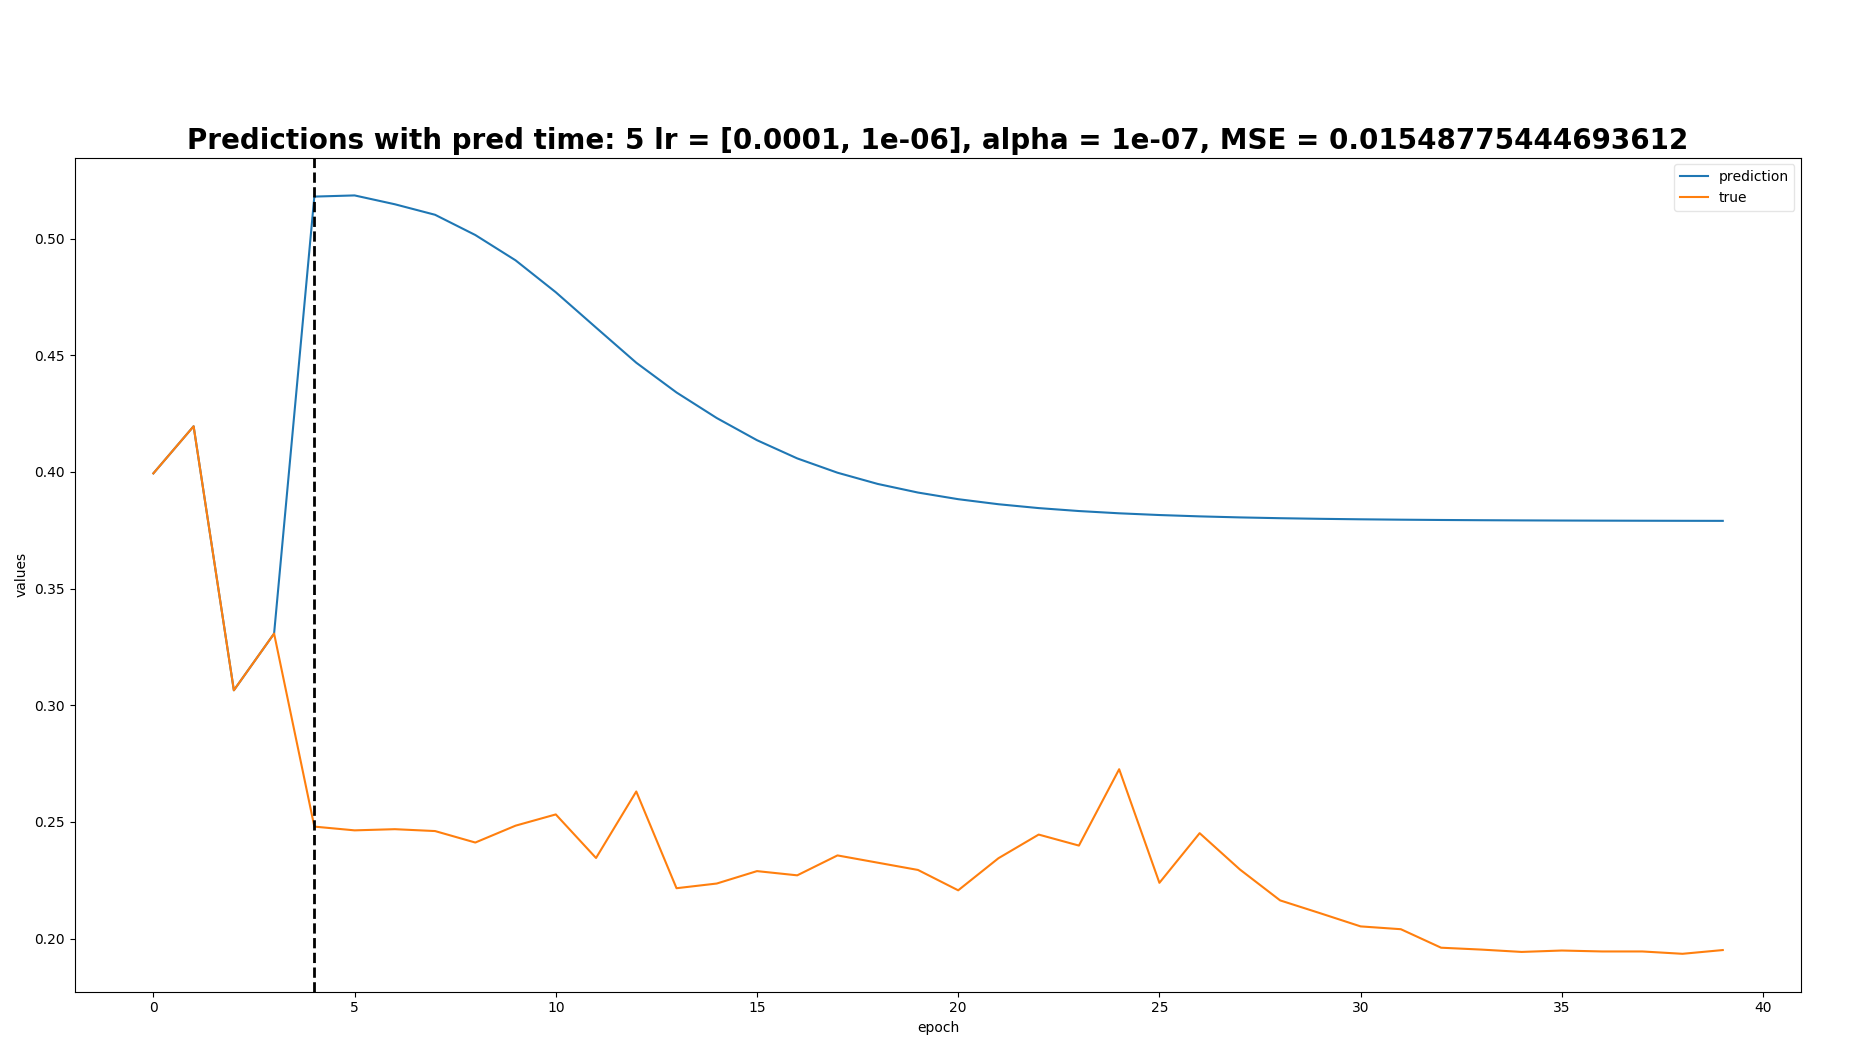 Predictions with pred time: 5 lr = [0.0001, 1e-06], alpha = 1e-07, MSE = 0.01548775444693612
prediction
true
0.50
0.45
0.40
0.35
0.30
0.25
0.20
values
0 5 10 15 20 25 30 35 40
epoch